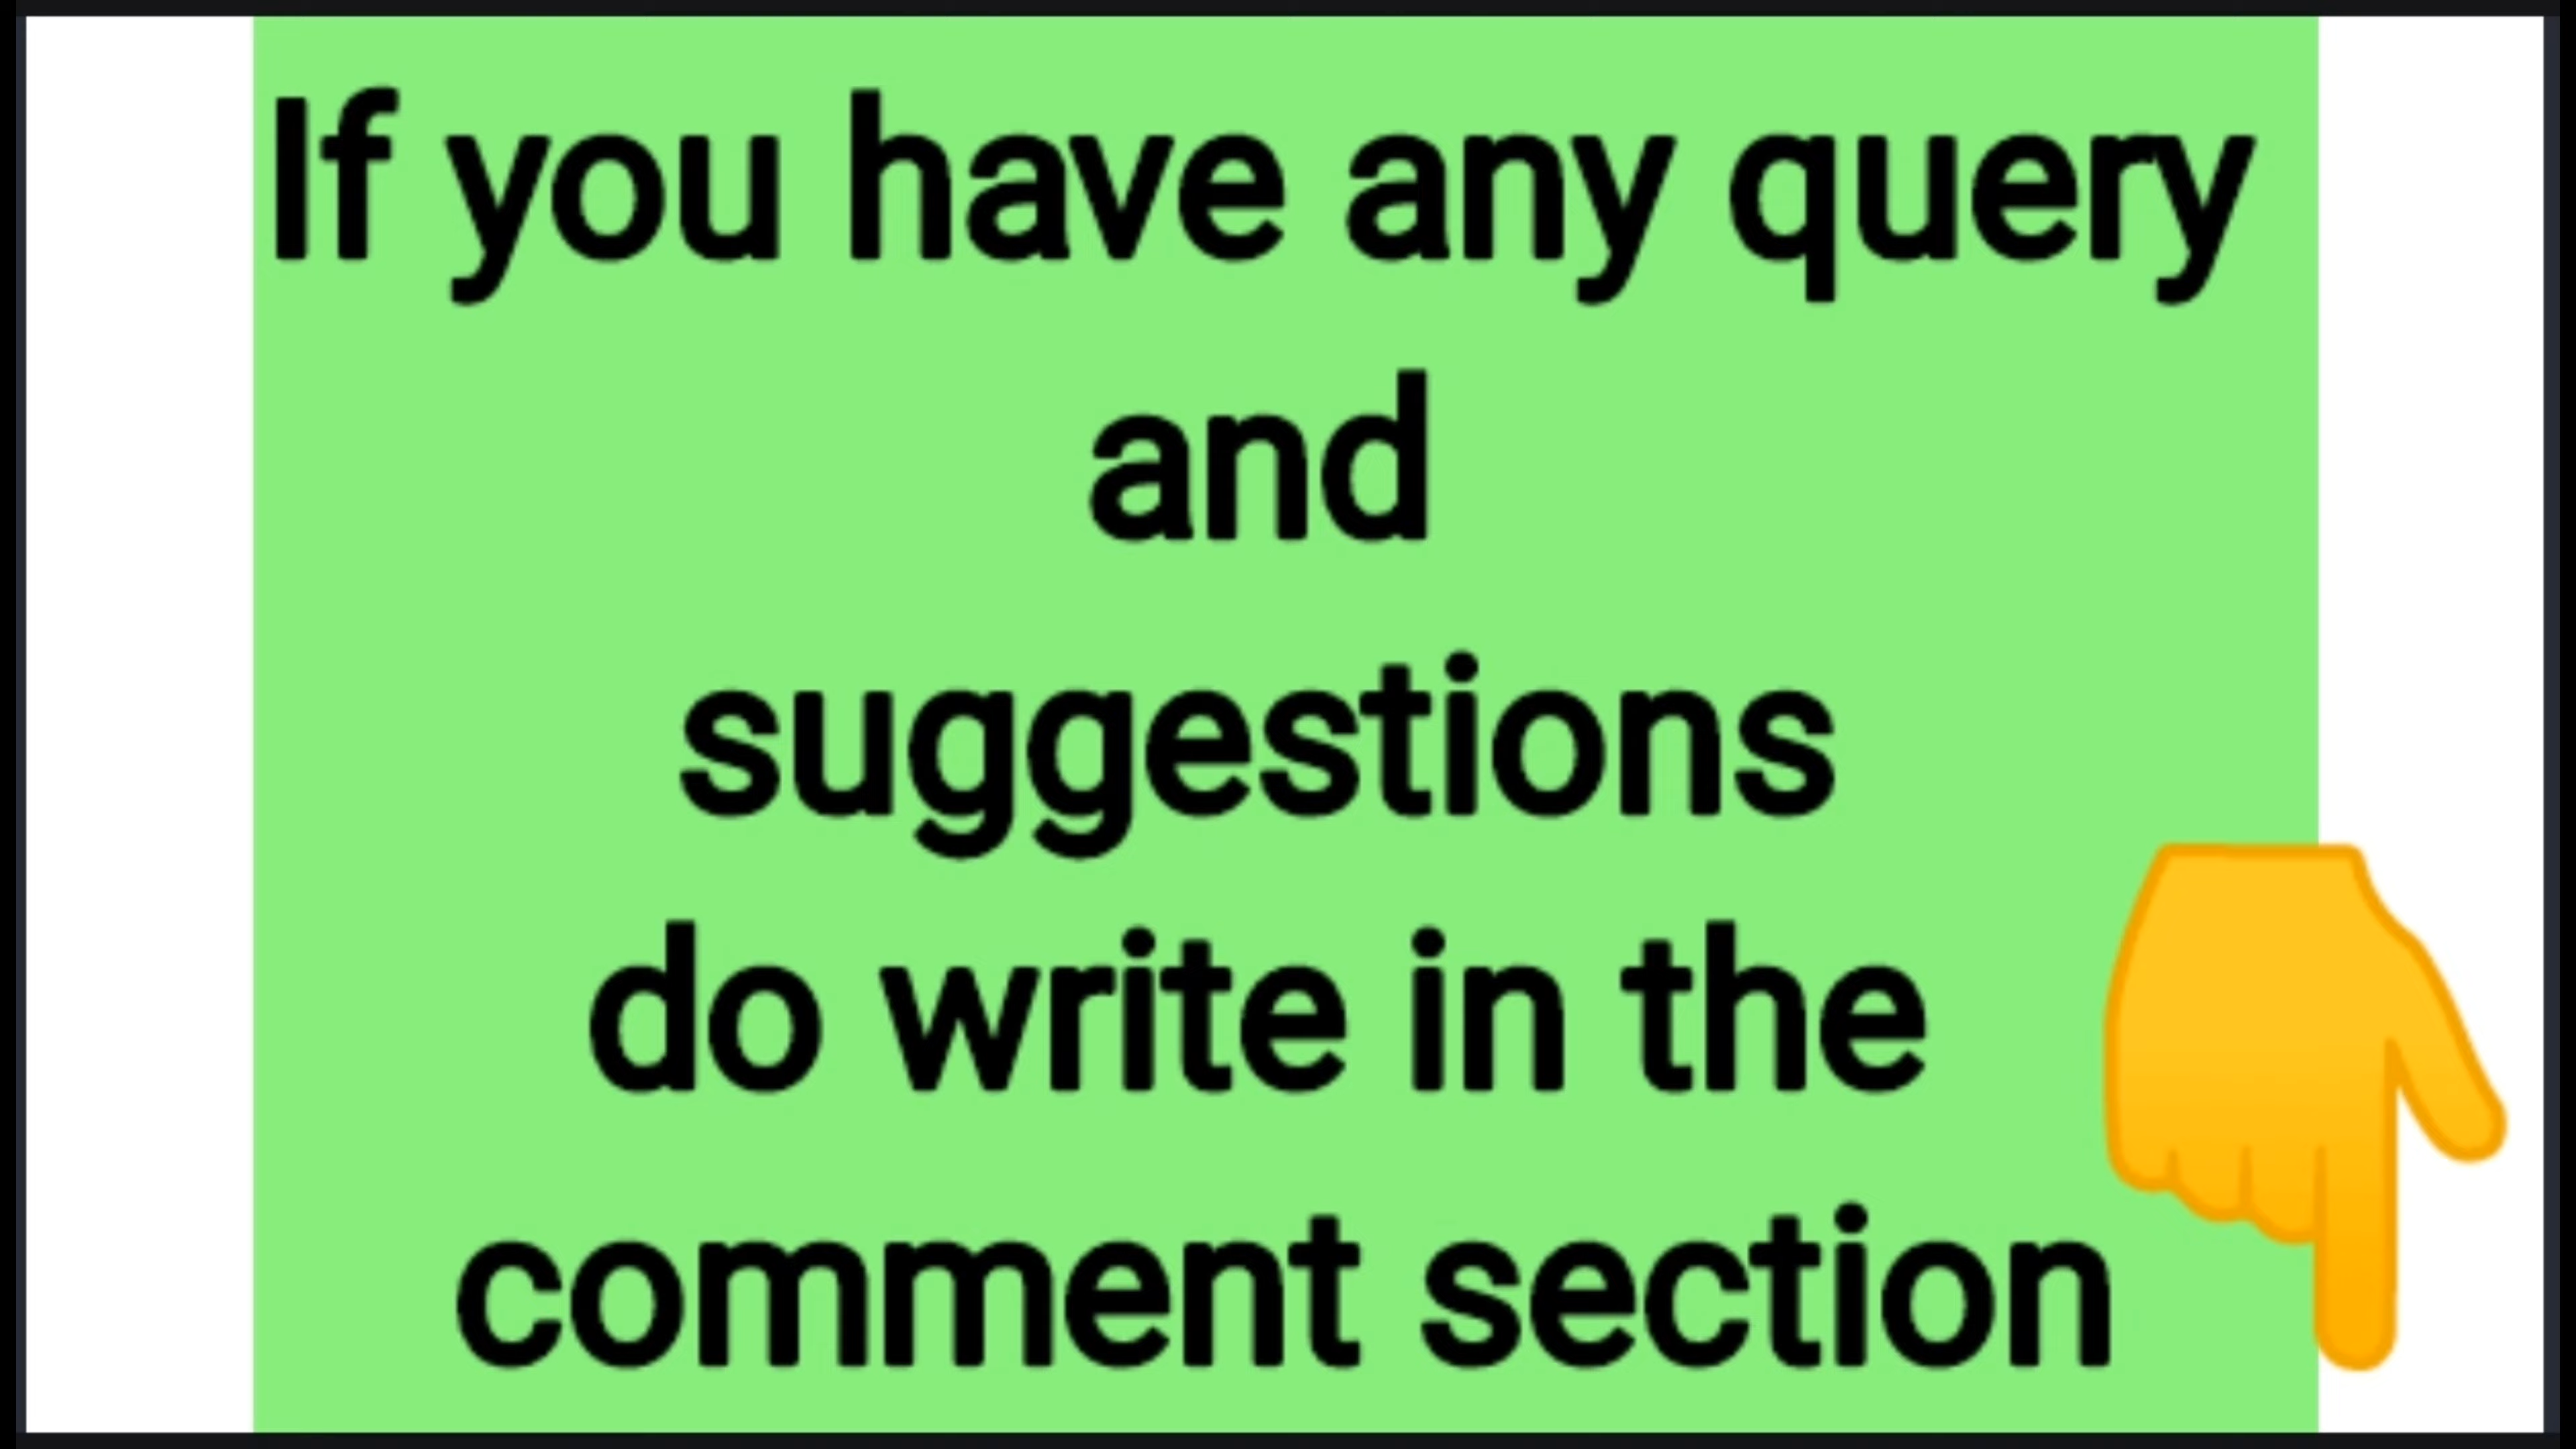 If you have any query
and
suggestions
do write in the
comment section